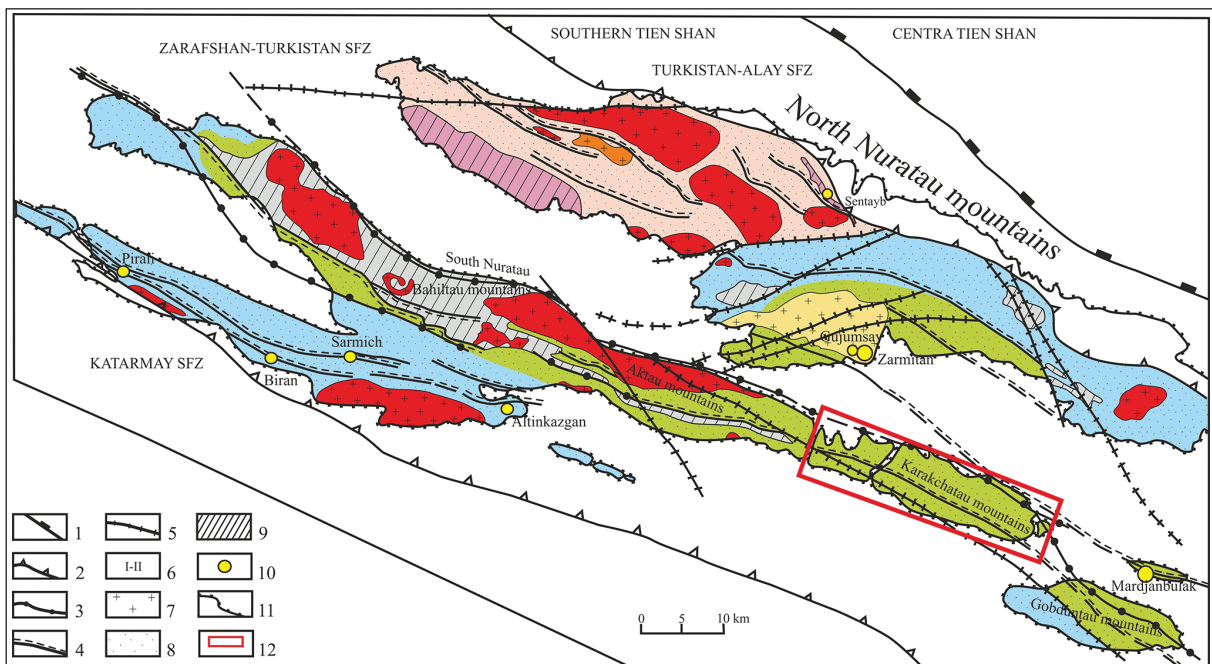 SOUTHERN TIEN SHAN
CENTRA TIEN SHAN
ZARAFSHAN-TURKISTAN SFZ
TURKISTAN-ALAY SFZ
North Nuratau mountains
Sentayb
South Nuratau
Bahiltau mountains
Pirali
Sarmich
KATARMAY SFZ
Biran
Altinkazgan
Aktau mountains
Gujumsay
Zarmitan
Karakchatau mountains
Mardjanbulak
Gobduntau mountains
1
5
9
2
I-II
6
10
3
7
11
4
8
12
0
5
10 km